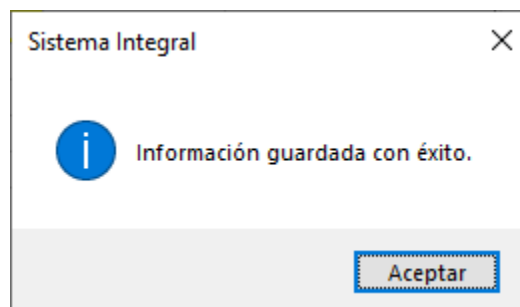 Sistema Integral
Información guardada con éxito.
Aceptar